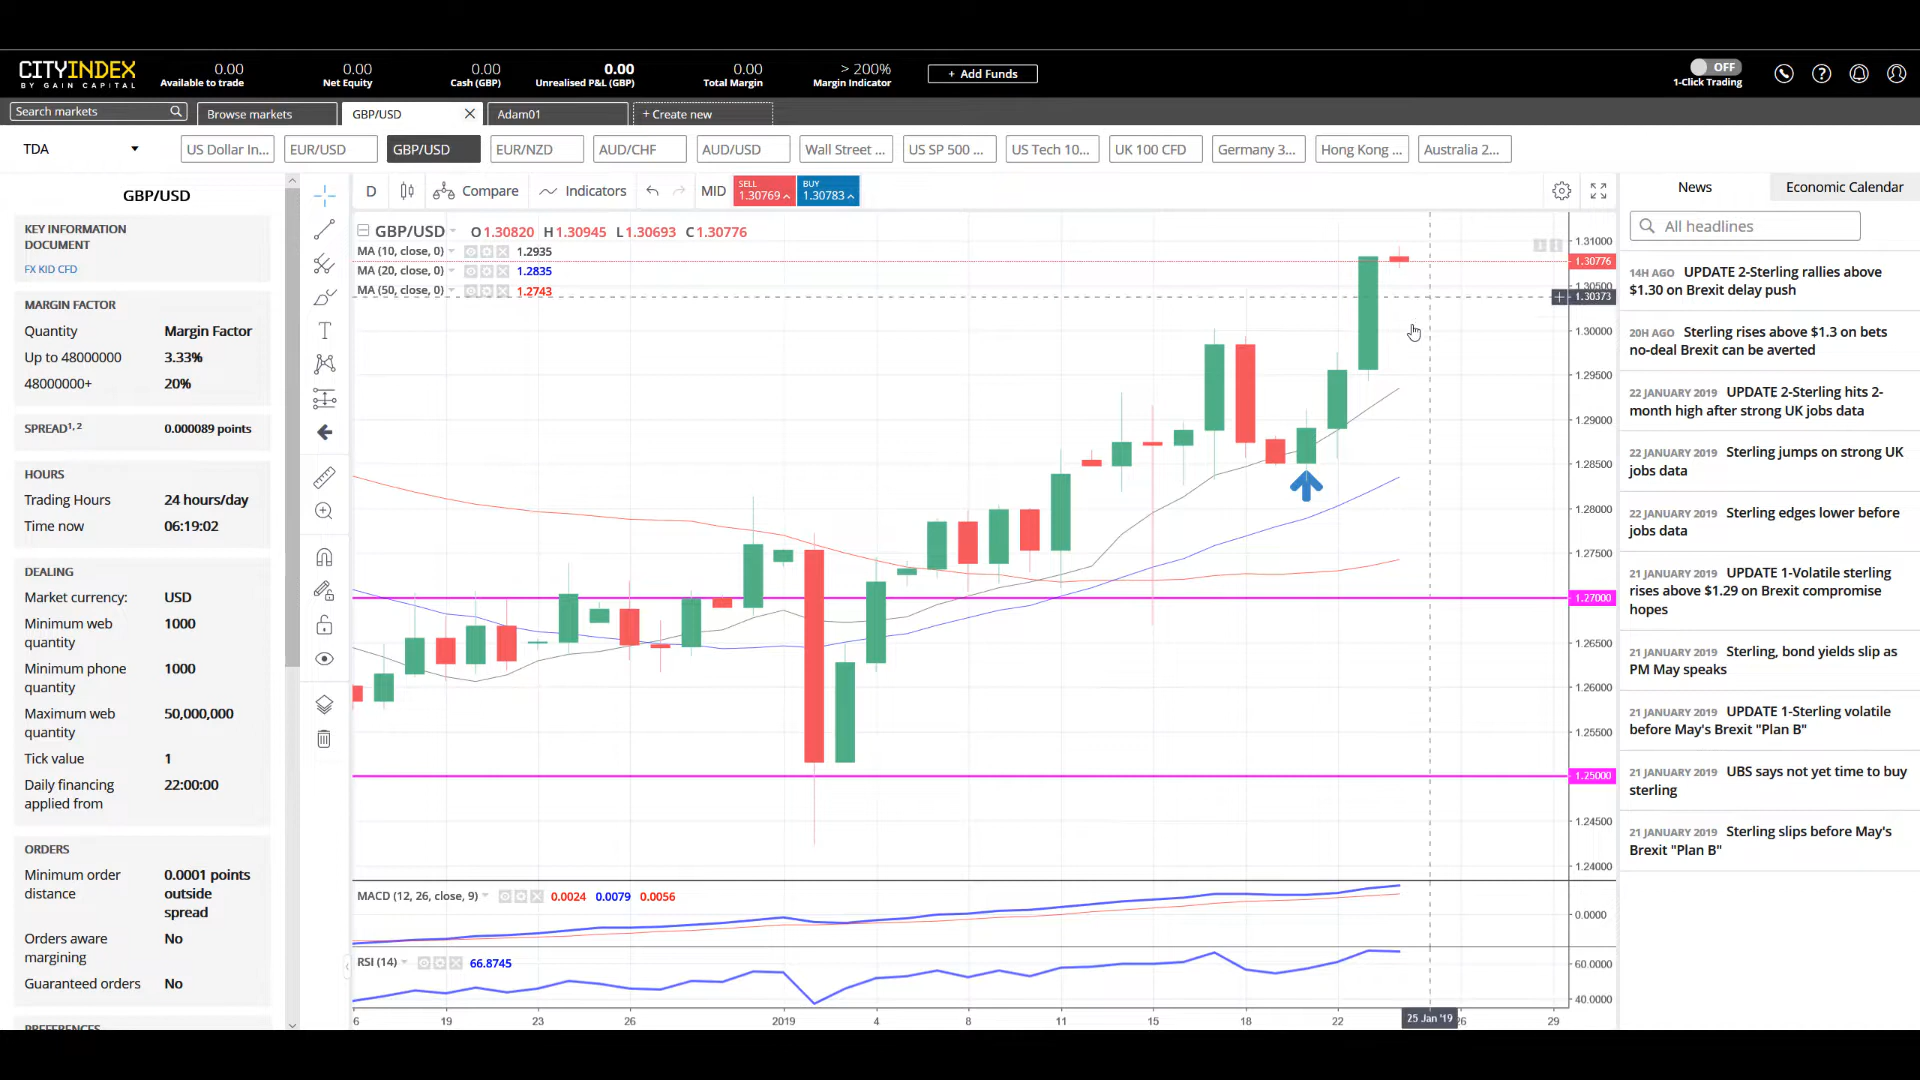 CITYINDEX
BY GAIN CAPITAL
0.00
Available to trade
0.00
Net Equity
0.00
Cash (GBP)
0.00
Unrealised P&L (GBP)
0.00
Total Margin
> 200%
Margin Indicator
+ Add Funds
OFF
1-Click Trading
Search markets
Browse markets
GBP/USD
Adam01
+ Create new
TDA
US Dollar In...
EUR/USD
GBP/USD
EUR/NZD
AUD/CHF
AUD/USD
Wall Street ...
US SP 500 ...
US Tech 10...
UK 100 CFD
Germany 3...
Hong Kong ...
Australia 2...
GBP/USD
KEY INFORMATION
DOCUMENT
FX KID CFD
MARGIN FACTOR
Quantity Margin Factor
Up to 48000000 3.33%
48000000+ 20%
SPREAD1, 2 0.000089 points
HOURS
Trading Hours 24 hours/day
Time now 06:19:02
DEALING
Market currency: USD
Minimum web 1000
quantity
Minimum phone 1000
quantity
Maximum web 50,000,000
quantity
Tick value 1
Daily financing 22:00:00
applied from
ORDERS
Minimum order 0.0001 points
distance outside
spread
Orders aware No
margining
Guaranteed orders No
PREFERENCES
D
Compare
Indicators
MID
SELL
1.30769
BUY
1.30783
GBP/USD O1.30820 H1.30945 L1.30693 C1.30776
MA (10, close, 0) 1.2935
MA (20, close, 0) 1.2835
MA (50, close, 0) 1.2743
1.31000
1.30776
1.30500
1.30373
1.30000
1.29500
1.29000
1.28500
1.28000
1.27500
1.27000
1.26500
1.26000
1.25500
1.25000
1.24500
1.24000
MACD (12, 26, close, 9) 0.0024 0.0079 0.0056
0.0000
RSI (14) 66.8745
60.0000
40.0000
6 19 23 26 2019 4 8 11 15 18 22 25 Jan '19 26 29
News
Economic Calendar
All headlines
14H AGO UPDATE 2-Sterling rallies above
$1.30 on Brexit delay push
20H AGO Sterling rises above $1.3 on bets
no-deal Brexit can be averted
22 JANUARY 2019 UPDATE 2-Sterling hits 2-
month high after strong UK jobs data
22 JANUARY 2019 Sterling jumps on strong UK
jobs data
22 JANUARY 2019 Sterling edges lower before
jobs data
21 JANUARY 2019 UPDATE 1-Volatile sterling
rises above $1.29 on Brexit compromise
hopes
21 JANUARY 2019 Sterling, bond yields slip as
PM May speaks
21 JANUARY 2019 UPDATE 1-Sterling volatile
before May's Brexit "Plan B"
21 JANUARY 2019 UBS says not yet time to buy
sterling
21 JANUARY 2019 Sterling slips before May's
Brexit "Plan B"